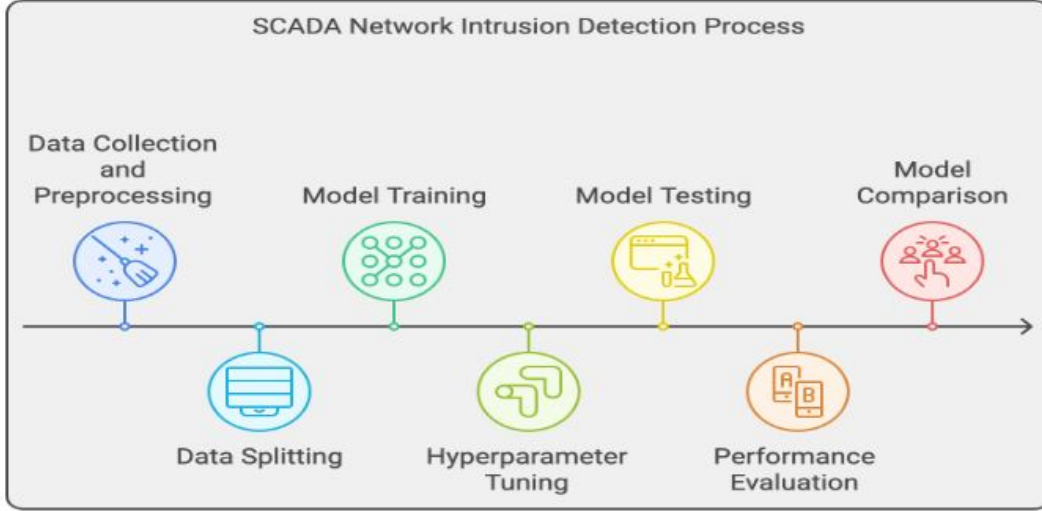 SCADA Network Intrusion Detection Process
Data Collection
and
Preprocessing
Data Splitting
Model Training
Hyperparameter
Tuning
Model Testing
A
B
Performance
Evaluation
Model
Comparison